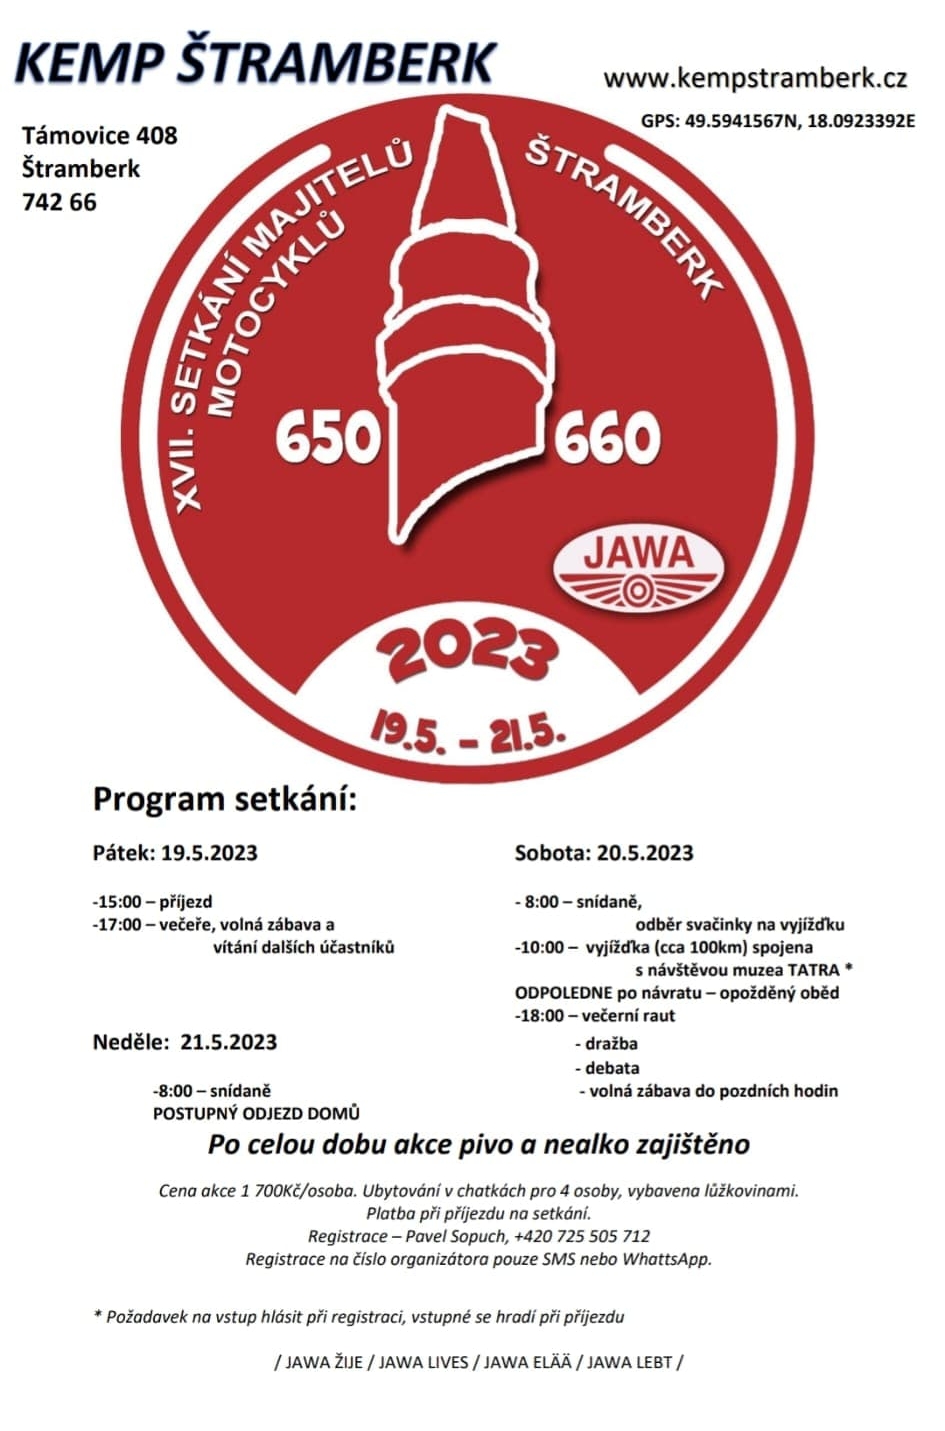 KEMP ŠTRAMBERK
www.kempstramberk.cz
GPS: 49.5941567N, 18.0923392E
Támovice 408
Štramberk
742 66
XVII. SETKÁNÍ MAJITELŮ
MOTOCYKLŮ
ŠTRAMBERK
650
660
JAWA
2023
19.5. - 21.5.
Program setkání:
Pátek: 19.5.2023
-15:00 – příjezd
-17:00 – večeře, volná zábava a
vítání dalších účastníků
Sobota: 20.5.2023
- 8:00 – snídaně,
odběr svačinky na vyjížďku
-10:00 – vyjížďka (cca 100km) spojena
s návštěvou muzea TATRA *
ODPOLEDNE po návratu – opožděný oběd
-18:00 – večerní raut
- dražba
- debata
- volná zábava do pozdních hodin
Neděle: 21.5.2023
-8:00 – snídaně
POSTUPNÝ ODJEZD DOMŮ
Po celou dobu akce pivo a nealko zajištěno
Cena akce 1 700Kč/osoba. Ubytování v chatkách pro 4 osoby, vybavena lůžkovinami.
Platba při příjezdu na setkání.
Registrace – Pavel Sopuch, +420 725 505 712
Registrace na číslo organizátora pouze SMS nebo WhattsApp.
* Požadavek na vstup hlásit při registraci, vstupné se hradí při příjezdu
/ JAWA ŽIJE / JAWA LIVES / JAWA ELÄÄ / JAWA LEBT /